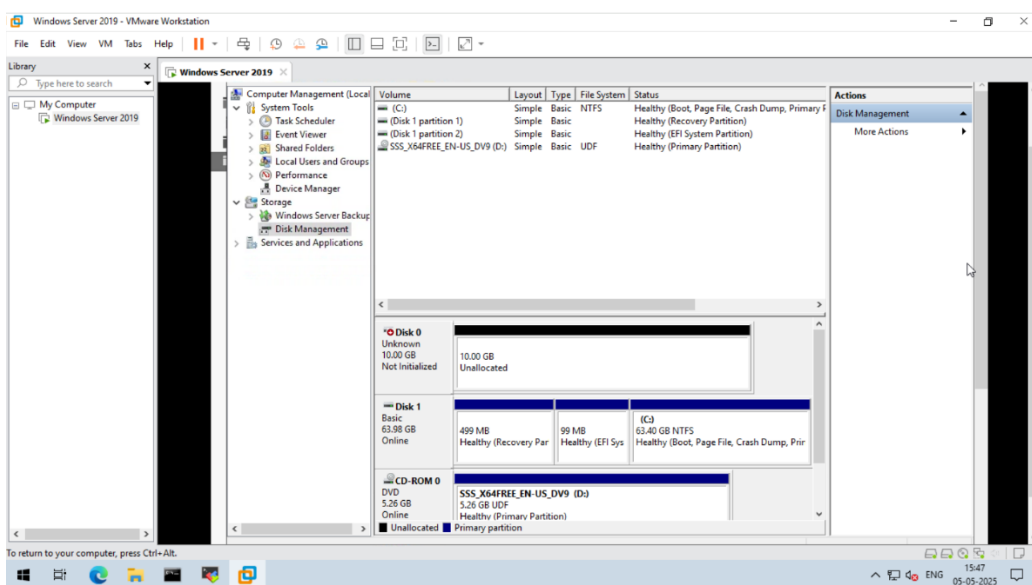 Windows Server 2019 - VMware Workstation
File Edit View VM Tabs Help
Library
Type here to search
My Computer
Windows Server 2019
Windows Server 2019
Computer Management (Local
System Tools
Task Scheduler
Event Viewer
Shared Folders
Local Users and Groups
Performance
Device Manager
Storage
Windows Server Backup
Disk Management
Services and Applications
Volume Layout Type File System Status
(C:) Simple Basic NTFS Healthy (Boot, Page File, Crash Dump, Primary P
(Disk 1 partition 1) Simple Basic Healthy (Recovery Partition)
(Disk 1 partition 2) Simple Basic Healthy (EFI System Partition)
SSS_X64FREE_EN-US_DV9 (D:) Simple Basic UDF Healthy (Primary Partition)
Disk 0
Unknown
10.00 GB
Not Initialized
10.00 GB
Unallocated
Disk 1
Basic
63.98 GB
Online
499 MB
Healthy (Recovery Par
99 MB
Healthy (EFI Sys
(C:)
63.40 GB NTFS
Healthy (Boot, Page File, Crash Dump, Prir
CD-ROM 0
DVD
5.26 GB
Online
SSS_X64FREE_EN-US_DV9 (D:)
5.26 GB UDF
Healthy (Primary Partition)
Unallocated Primary partition
Actions
Disk Management
More Actions
To return to your computer, press Ctrl+Alt.
ENG
15:47
05-05-2025